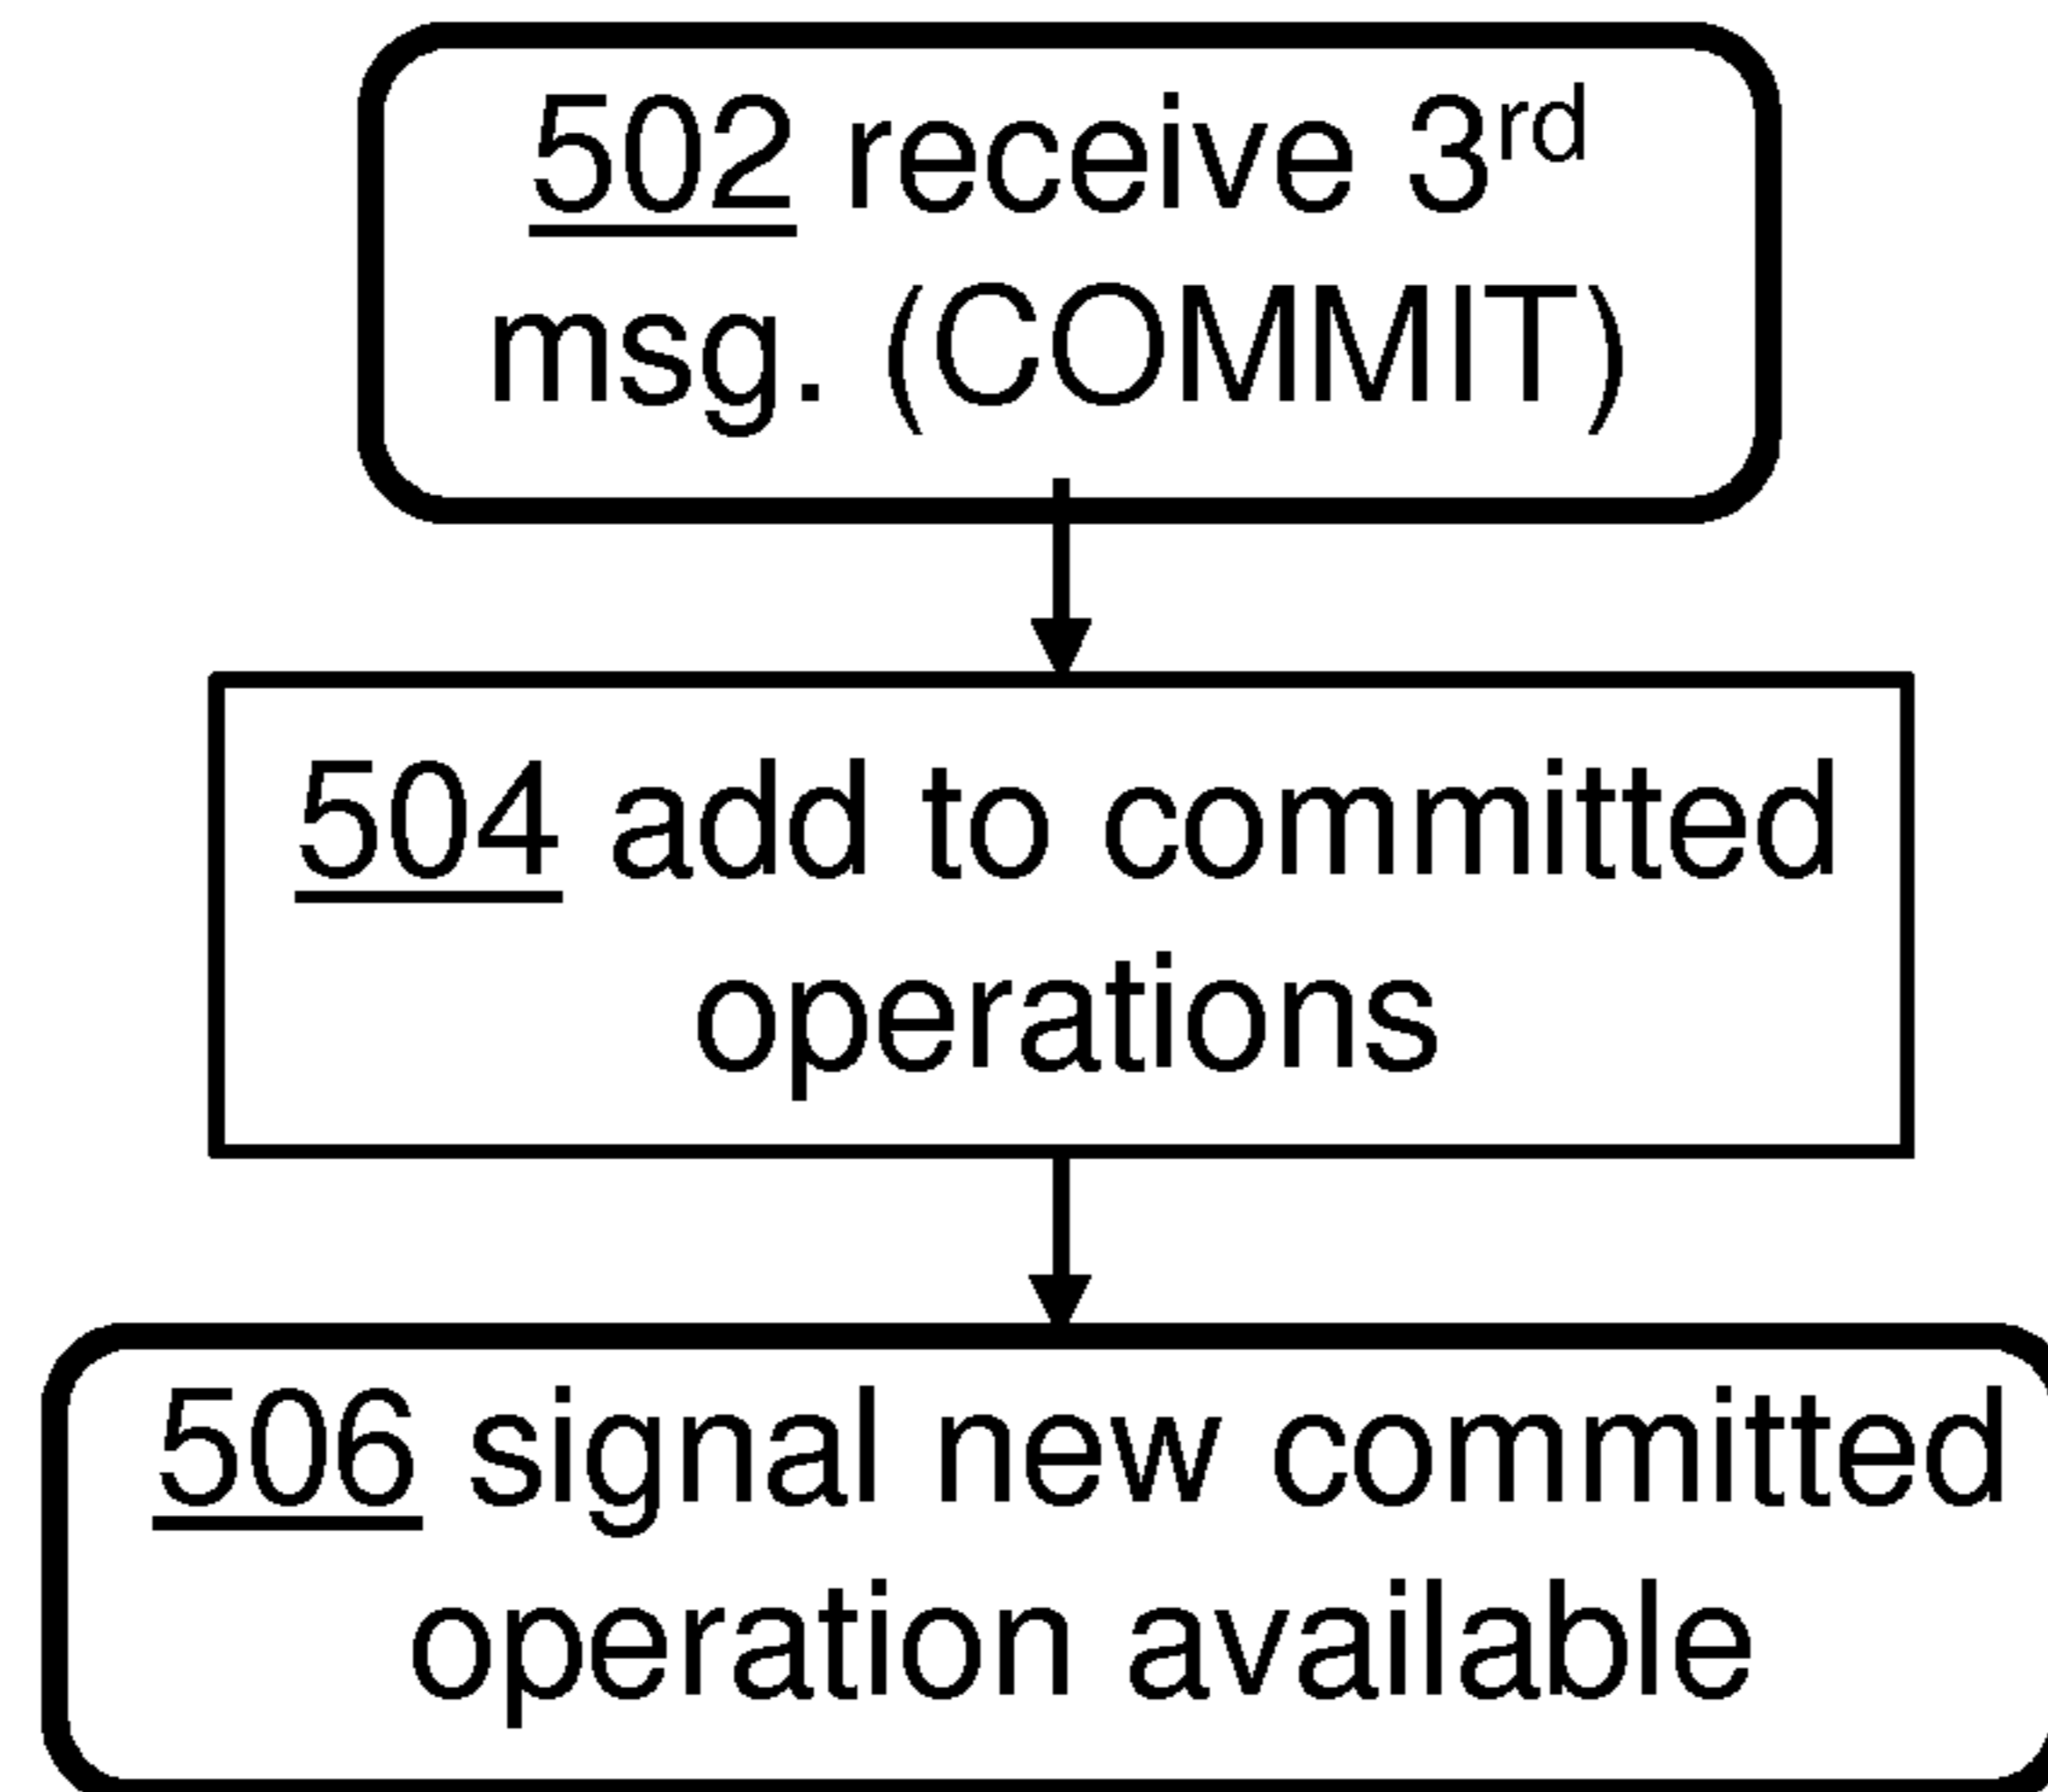 502 receive 3rd
msg. (COMMIT)
504 add to committed
operations
506 signal new committed
operation available